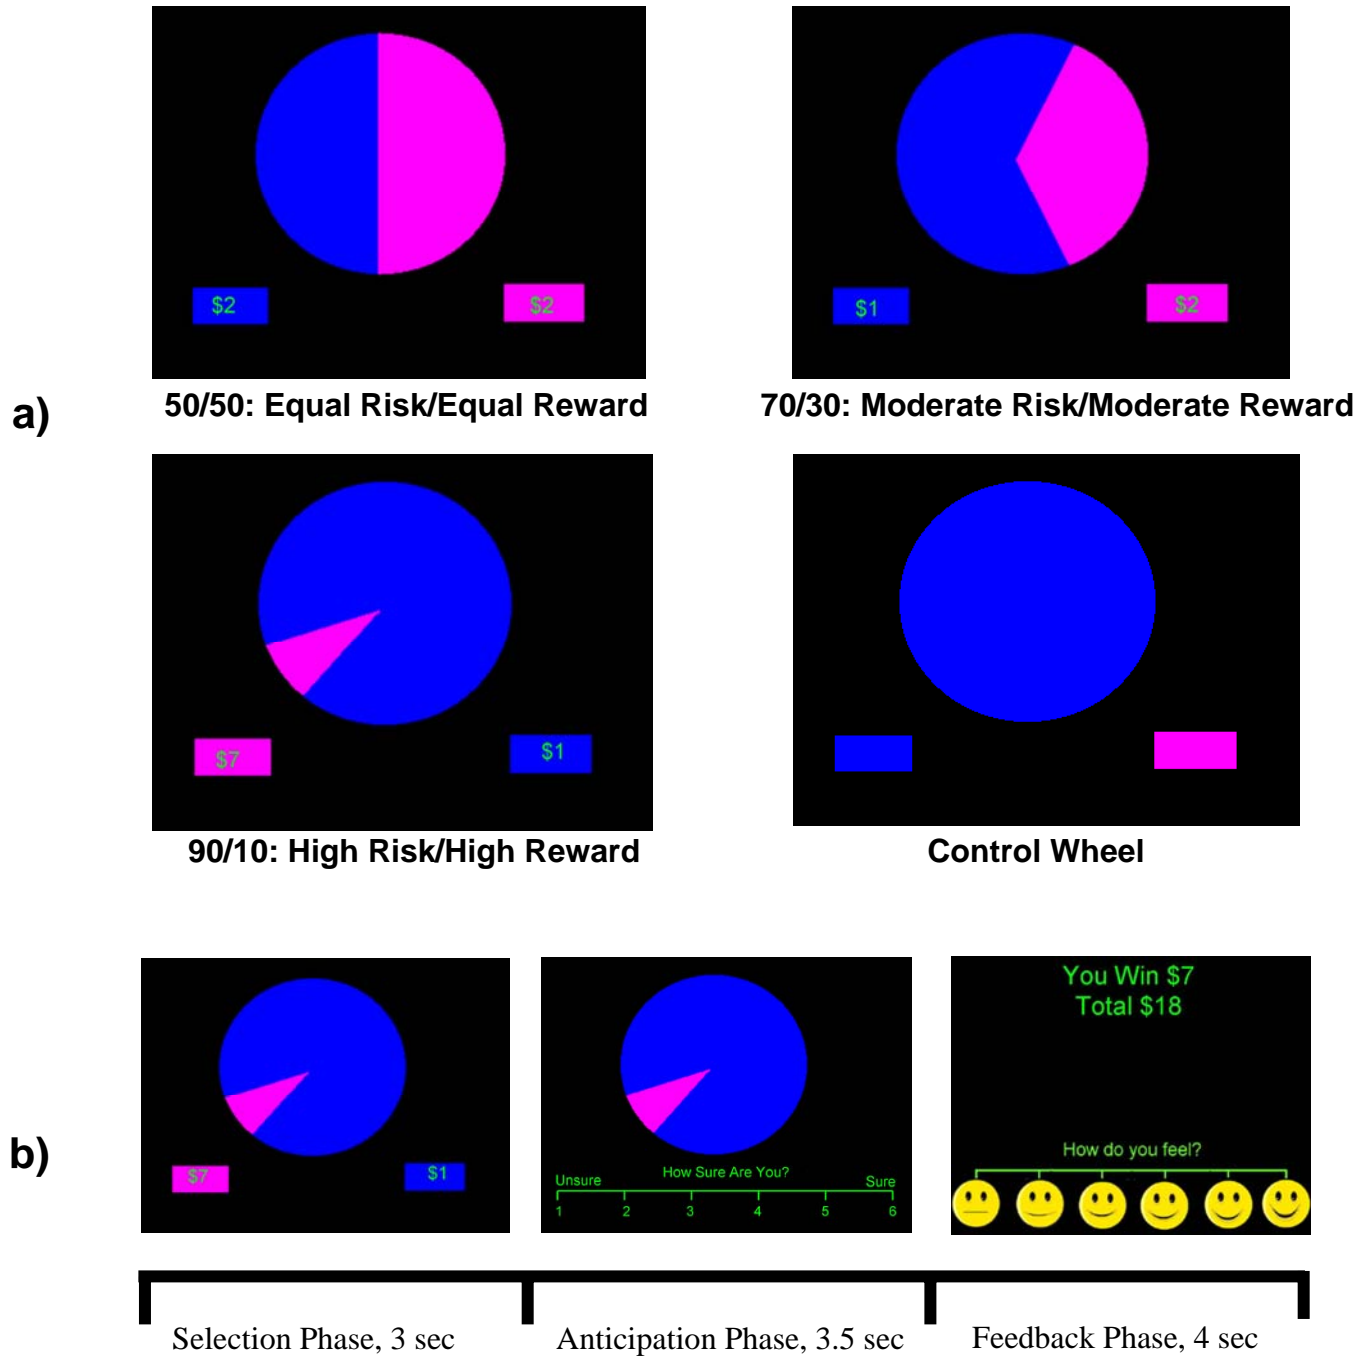 a)
$2
$2
50/50: Equal Risk/Equal Reward
$1
$2
70/30: Moderate Risk/Moderate Reward
$7
$1
90/10: High Risk/High Reward
Control Wheel
b)
$7
$1
How Sure Are You?
Unsure
Sure
1 2 3 4 5 6
You Win $7
Total $18
How do you feel?
Selection Phase, 3 sec
Anticipation Phase, 3.5 sec
Feedback Phase, 4 sec